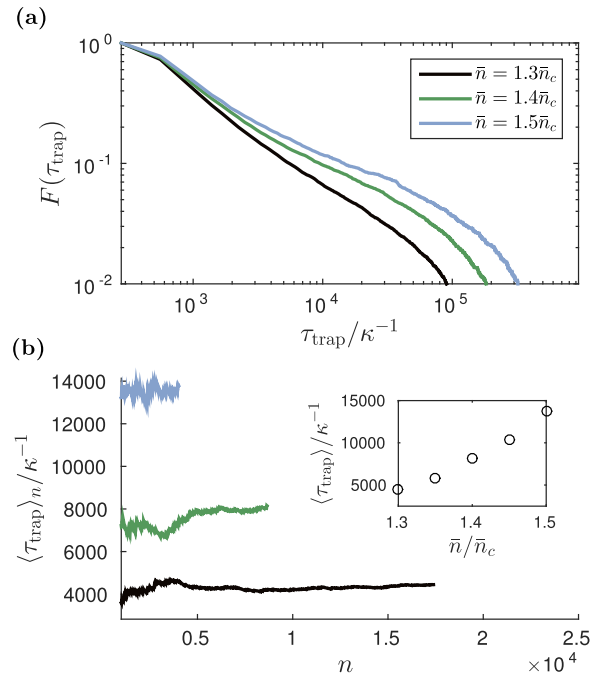 (a)
10^0
10^-1
10^-2
F(τ_trap)
n̄ = 1.3n̄_c
n̄ = 1.4n̄_c
n̄ = 1.5n̄_c
10^3 10^4 10^5
τ_trap/κ^-1
(b)
14000
12000
10000
8000
6000
4000
⟨τ_trap⟩_n/κ^-1
0.5 1 1.5 2 2.5
n
×10^4
15000
10000
5000
⟨τ_trap⟩/κ^-1
1.3 1.4 1.5
n̄/n̄_c